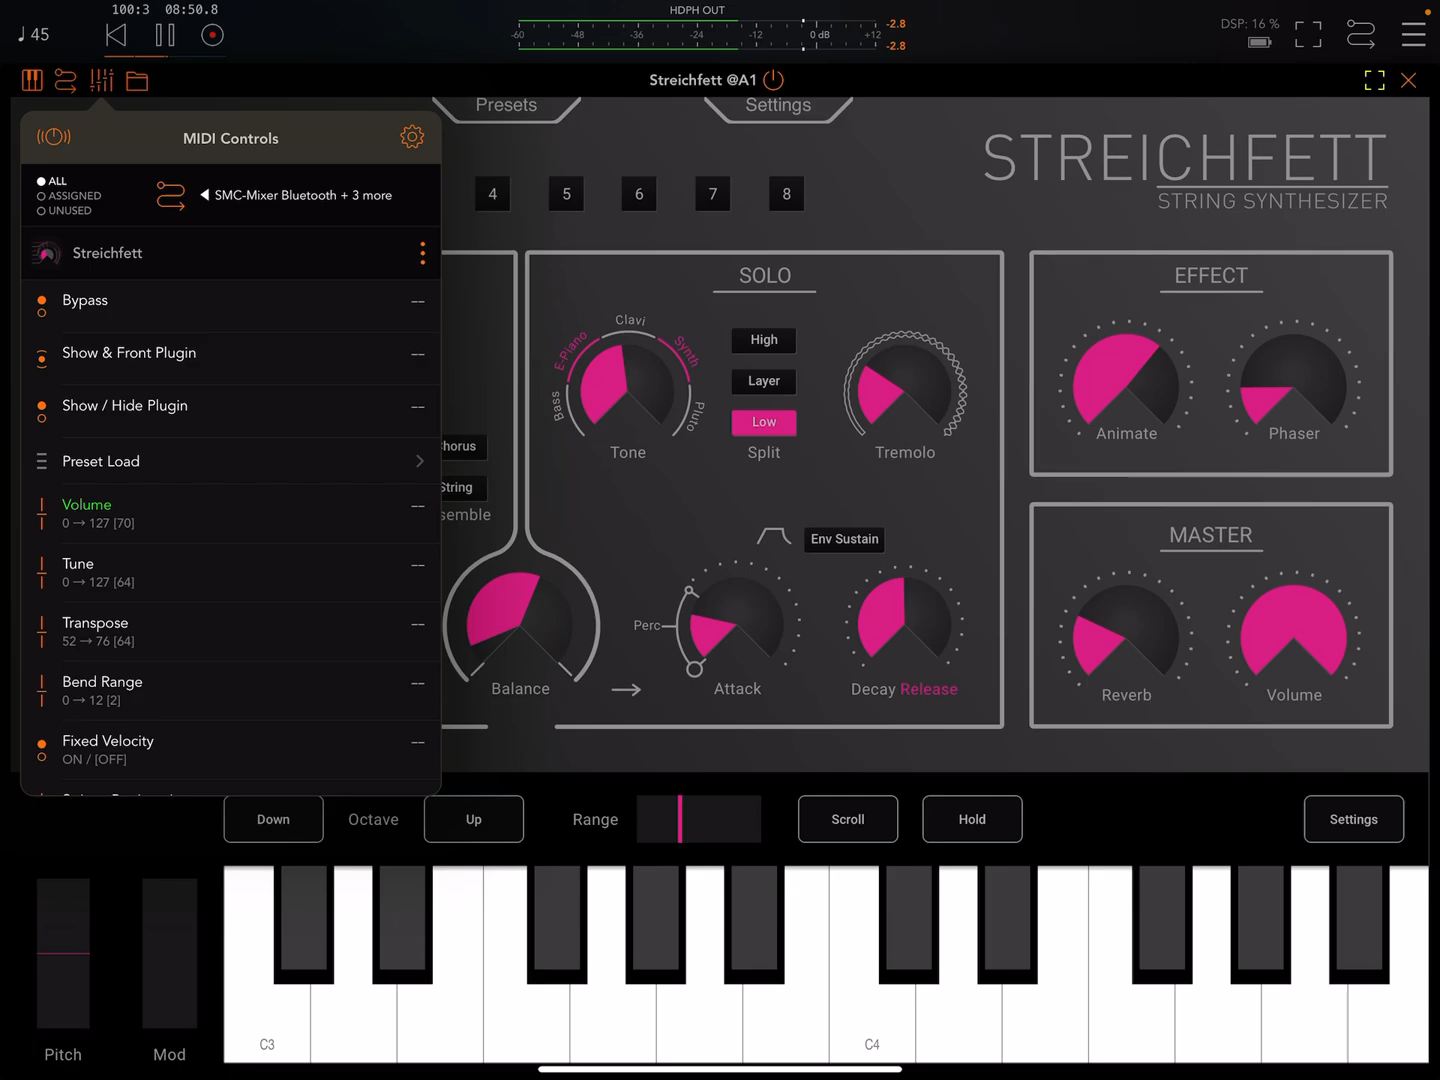 100:3 08:50.8
HDPH OUT
♩ 45
-60 -48 -36 -24 -12 0 dB +12
-2.8
-2.8
DSP: 16 %
Streichfett @A1
Presets
Settings
MIDI Controls
ALL
ASSIGNED
UNUSED
SMC-Mixer Bluetooth + 3 more
Streichfett
Bypass --
Show & Front Plugin --
Show / Hide Plugin --
Preset Load
Volume --
0 → 127 [70]
Tune --
0 → 127 [64]
Transpose --
52 → 76 [64]
Bend Range --
0 → 12 [2]
Fixed Velocity --
ON / [OFF]
4 5 6 7 8
STREICHFETT
STRING SYNTHESIZER
horus
String
semble
Balance
SOLO
Bass
E-Piano
Clavi
Synth
Pluto
Tone
High
Layer
Low
Split
Tremolo
Env Sustain
Perc
Attack
Decay Release
EFFECT
Animate
Phaser
MASTER
Reverb
Volume
Down
Octave
Up
Range
Scroll
Hold
Settings
C3
C4
Pitch
Mod